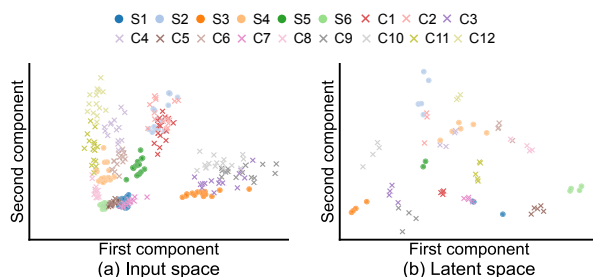 S1 S2 S3 S4 S5 S6 C1 C2 C3
C4 C5 C6 C7 C8 C9 C10 C11 C12
Second component
First component
(a) Input space
Second component
First component
(b) Latent space